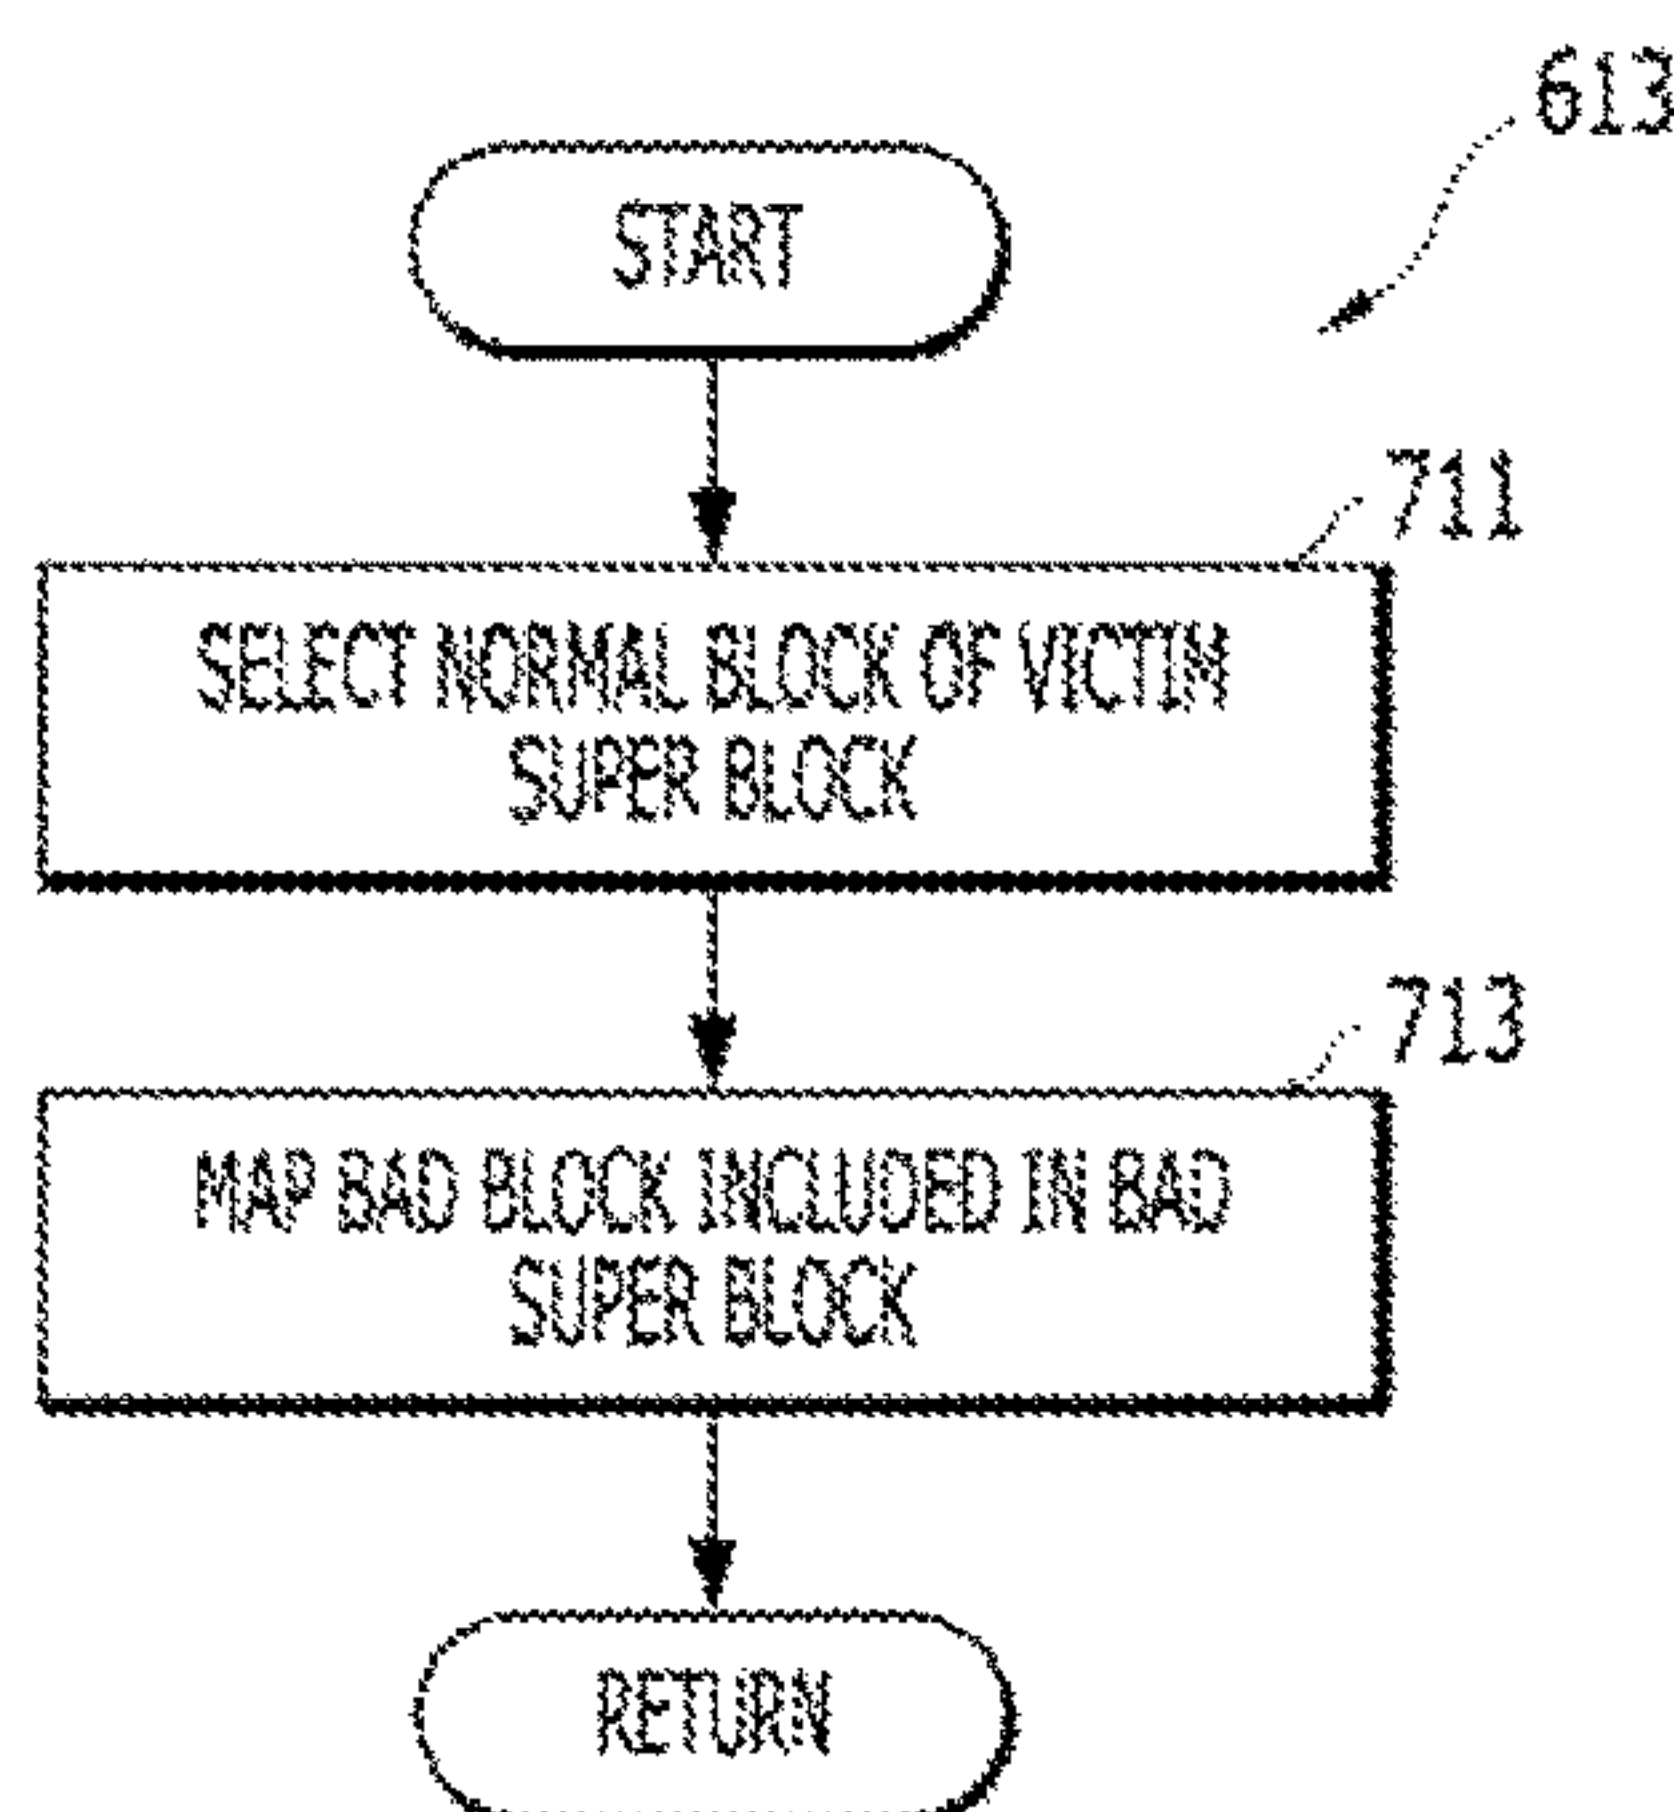 613
START
711
SELECT NORMAL BLOCK OF VICTIM
SUPER BLOCK
713
MAP BAD BLOCK INCLUDED IN BAD
SUPER BLOCK
RETURN